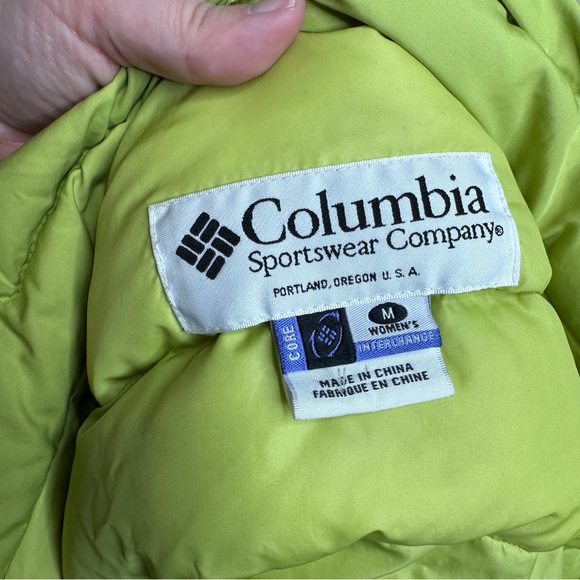 Columbia
Sportswear Company®
PORTLAND, OREGON U.S.A.
CORE
M
WOMEN'S
INTERCHANGE
MADE IN CHINA
FABRIQUE EN CHINE